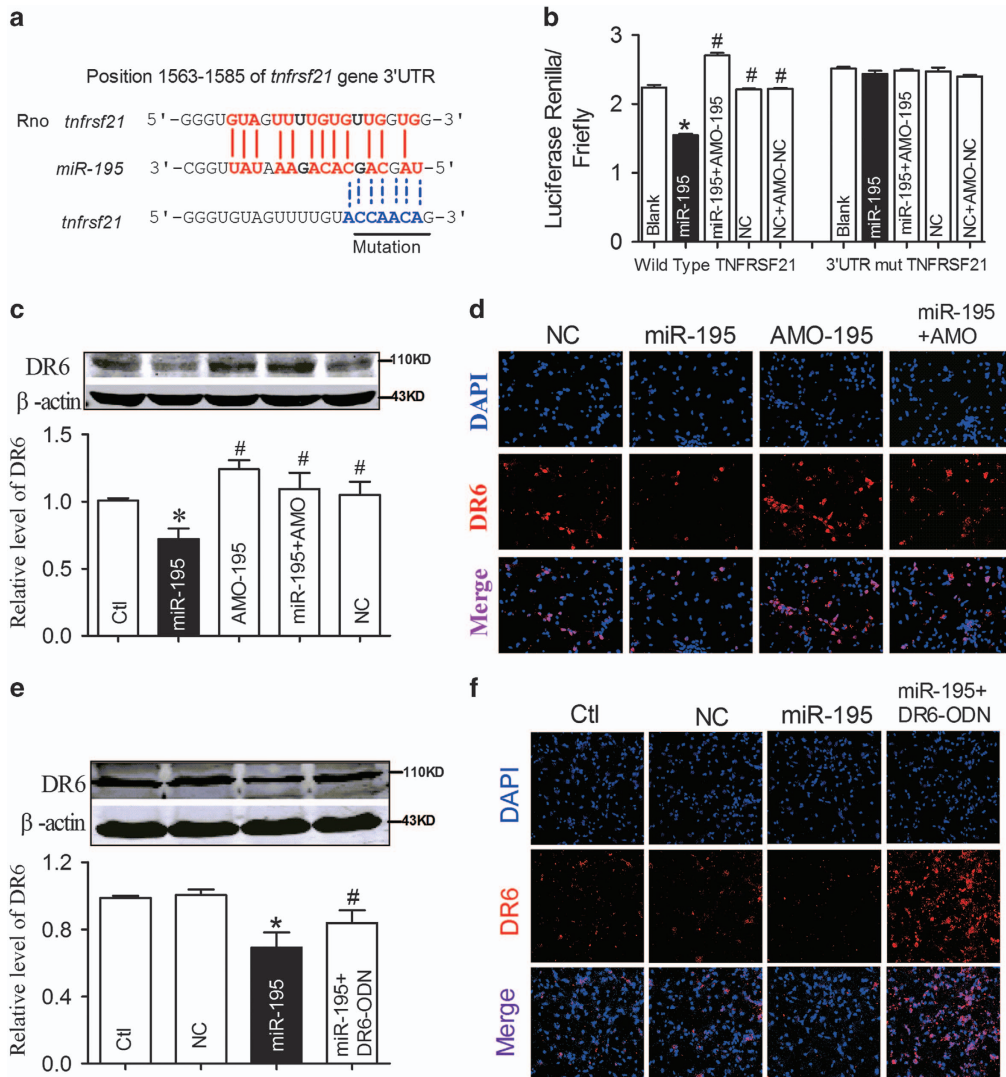 a
Position 1563-1585 of tnfrsf21 gene 3'UTR
Rno tnfrsf21 5'-GGGUGUAGUUUUGUGUUGGUGG-3'
miR-195 3'-CGGUUAUAAAGACACGACGAU-5'
tnfrsf21 5'-GGGUGUAGUUUUGUACCAACAG-3'
Mutation
b
Luciferase Renilla/
Friefly
3
2
1
0
Blank
miR-195
miR-195+AMO-195
NC
NC+AMO-NC
Blank
miR-195
miR-195+AMO-195
NC
NC+AMO-NC
*
#
#
#
Wild Type TNFRSF21
3'UTR mut TNFRSF21
c
DR6
110KD
β-actin
43KD
Relative level of DR6
1.5
1.0
0.5
0.0
*
#
#
#
Ctl
miR-195
AMO-195
miR-195+AMO
NC
d
NC
miR-195
AMO-195
miR-195
+AMO
DAPI
DR6
Merge
e
DR6
110KD
β-actin
43KD
Relative level of DR6
1.2
0.8
0.4
0.0
*
#
Ctl
NC
miR-195
miR-195+
DR6-ODN
f
Ctl
NC
miR-195
miR-195+
DR6-ODN
DAPI
DR6
Merge